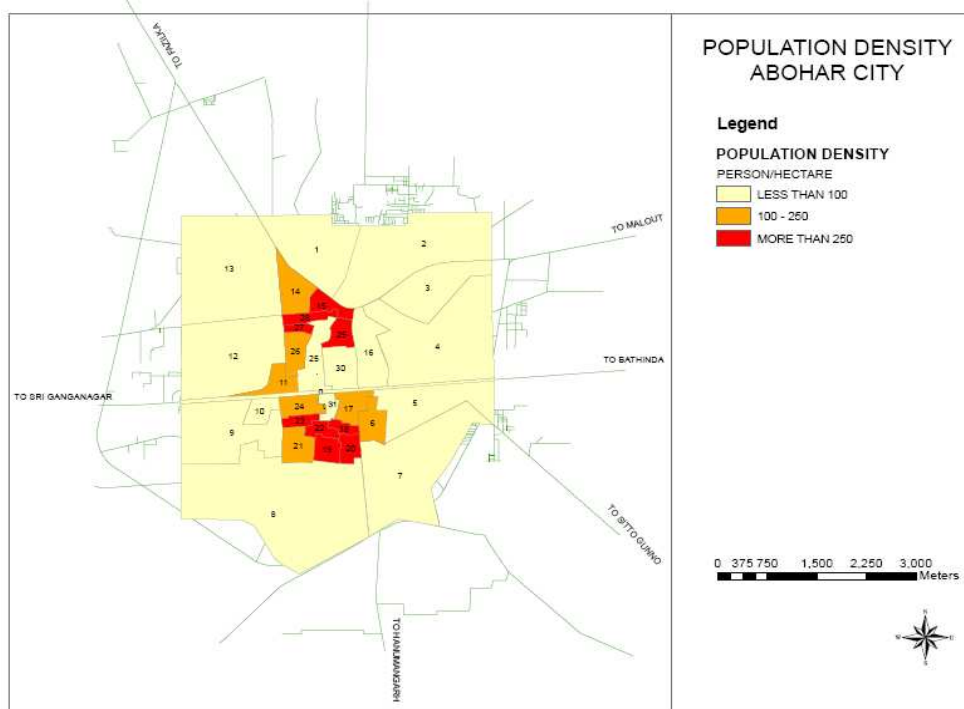 POPULATION DENSITY
ABOHAR CITY
Legend
POPULATION DENSITY
PERSON/HECTARE
LESS THAN 100
100 - 250
MORE THAN 250
TO FAZILKA
TO MALOUT
TO BATHINDA
TO SRI GANGANAGAR
TO SITTO GUNNO
TO HANUMANGARH
1
2
13
3
14
4
12
26
25
16
30
11
10
24
31
17
5
6
9
21
7
8
0 375 750 1,500 2,250 3,000
Meters
N
W E
S